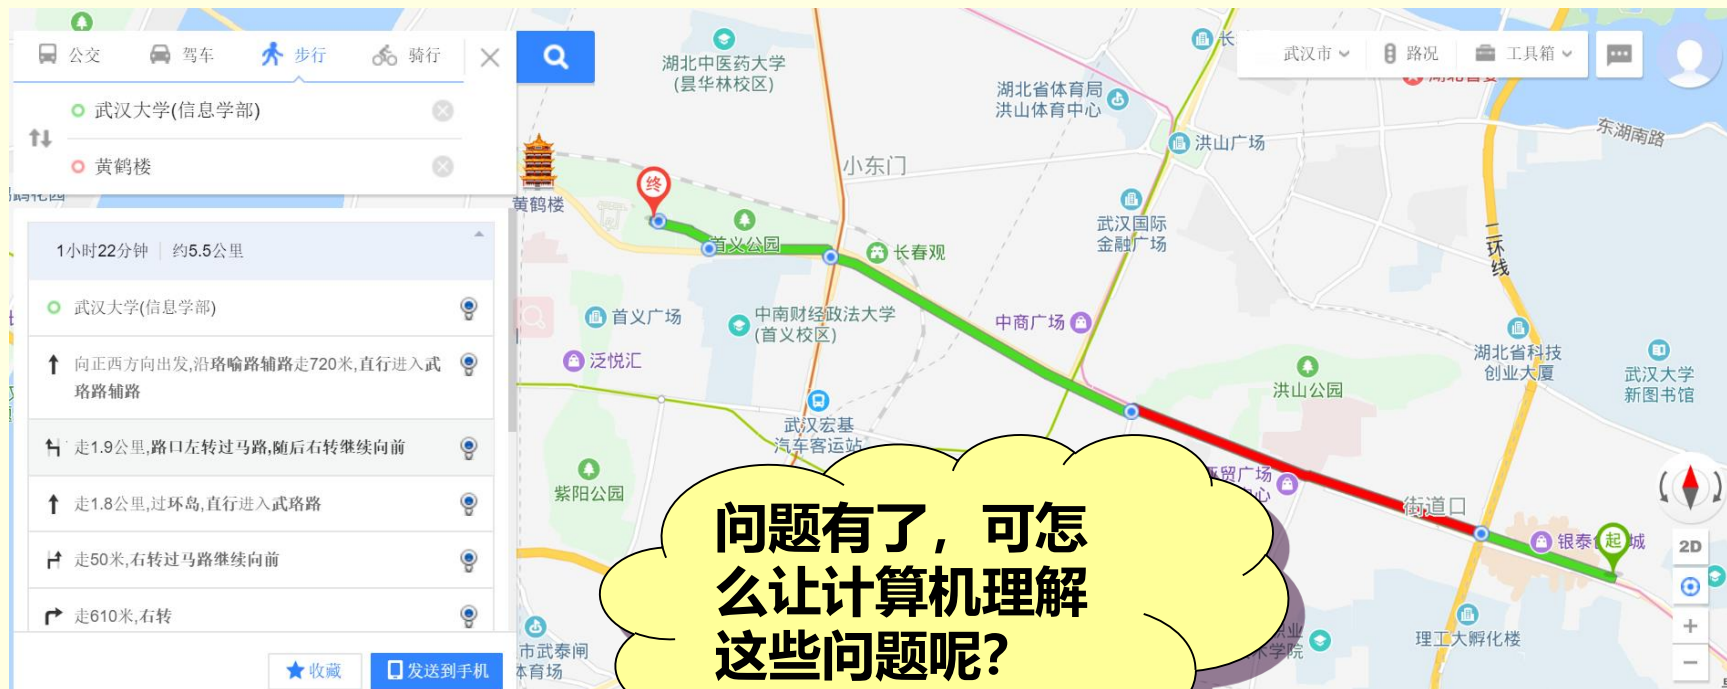 公交 驾车 步行 骑行
武汉大学(信息学部)
黄鹤楼
1小时22分钟 约5.5公里
武汉大学(信息学部)
向正西方向出发,沿珞喻路辅路走720米,直行进入武
珞路辅路
走1.9公里,路口左转过马路,随后右转继续向前
走1.8公里,过环岛,直行进入武珞路
走50米,右转过马路继续向前
走610米,右转
收藏 发送到手机
武汉市 路况 工具箱
湖北中医药大学
(昙华林校区)
湖北省体育局
洪山体育中心
洪山广场
东湖南路
小东门
黄鹤楼
终
首义公园
长春观
武汉国际
金融广场
二环线
首义广场
中南财经政法大学
(首义校区)
中商广场
泛悦汇
湖北省科技
创业大厦
武汉大学
新图书馆
洪山公园
武汉宏基
汽车客运站
紫阳公园
街道口
银泰
起
城
2D
理工大孵化楼
市武泰闸
体育场
问题有了，可怎
么让计算机理解
这些问题呢？